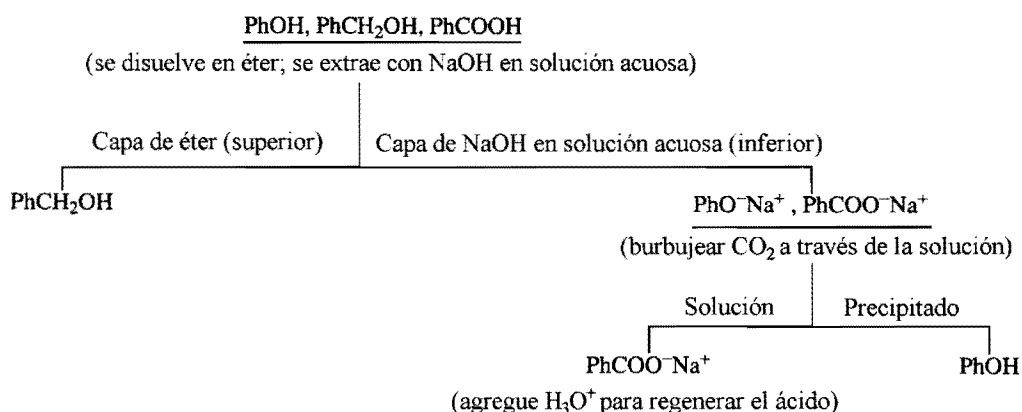 PhOH, PhCH₂OH, PhCOOH
(se disuelve en éter; se extrae con NaOH en solución acuosa)
Capa de éter (superior) Capa de NaOH en solución acuosa (inferior)
PhCH₂OH
PhO⁻Na⁺ , PhCOO⁻Na⁺
(burbujear CO₂ a través de la solución)
Solución Precipitado
PhCOO⁻Na⁺ PhOH
(agregue H₃O⁺ para regenerar el ácido)